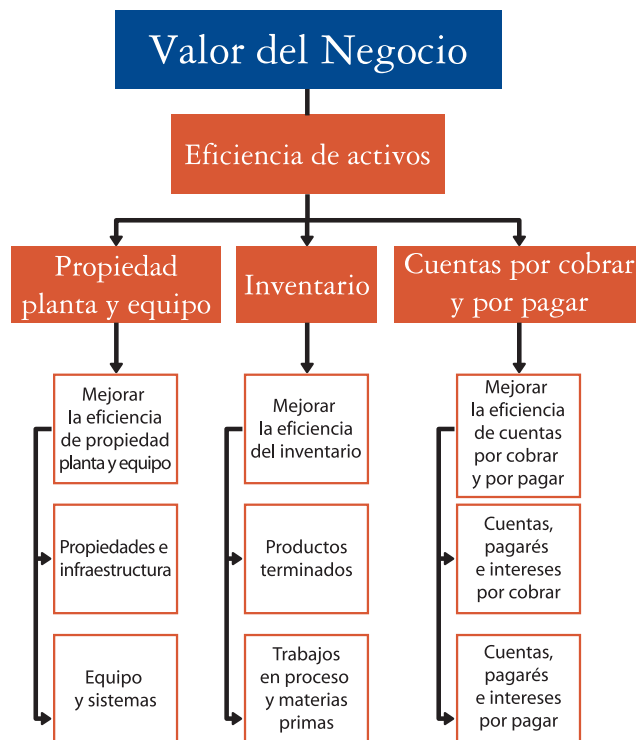 Valor del Negocio
Eficiencia de activos
Propiedad
planta y equipo
Inventario
Cuentas por cobrar
y por pagar
Mejorar
la eficiencia
de propiedad
planta y equipo
Propiedades e
infraestructura
Equipo
y sistemas
Mejorar
la eficiencia
del inventario
Productos
terminados
Trabajos
en proceso
y materias
primas
Mejorar
la eficiencia
de cuentas
por cobrar
y por pagar
Cuentas,
pagarés
e intereses
por cobrar
Cuentas,
pagarés
e intereses
por pagar